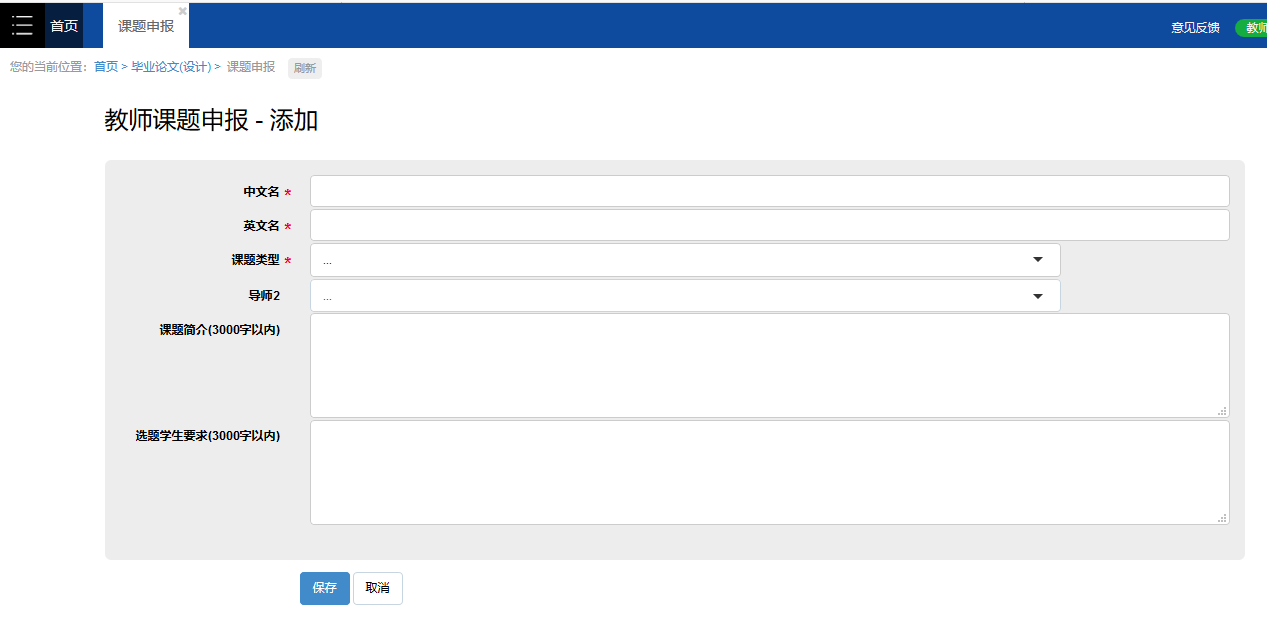 首页 课题申报 意见反馈 教师
您的当前位置: 首页 > 毕业论文(设计) > 课题申报 刷新
教师课题申报 - 添加
中文名 *
英文名 *
课题类型 * ...
导师2 ...
课题简介(3000字以内)
选题学生要求(3000字以内)
保存 取消